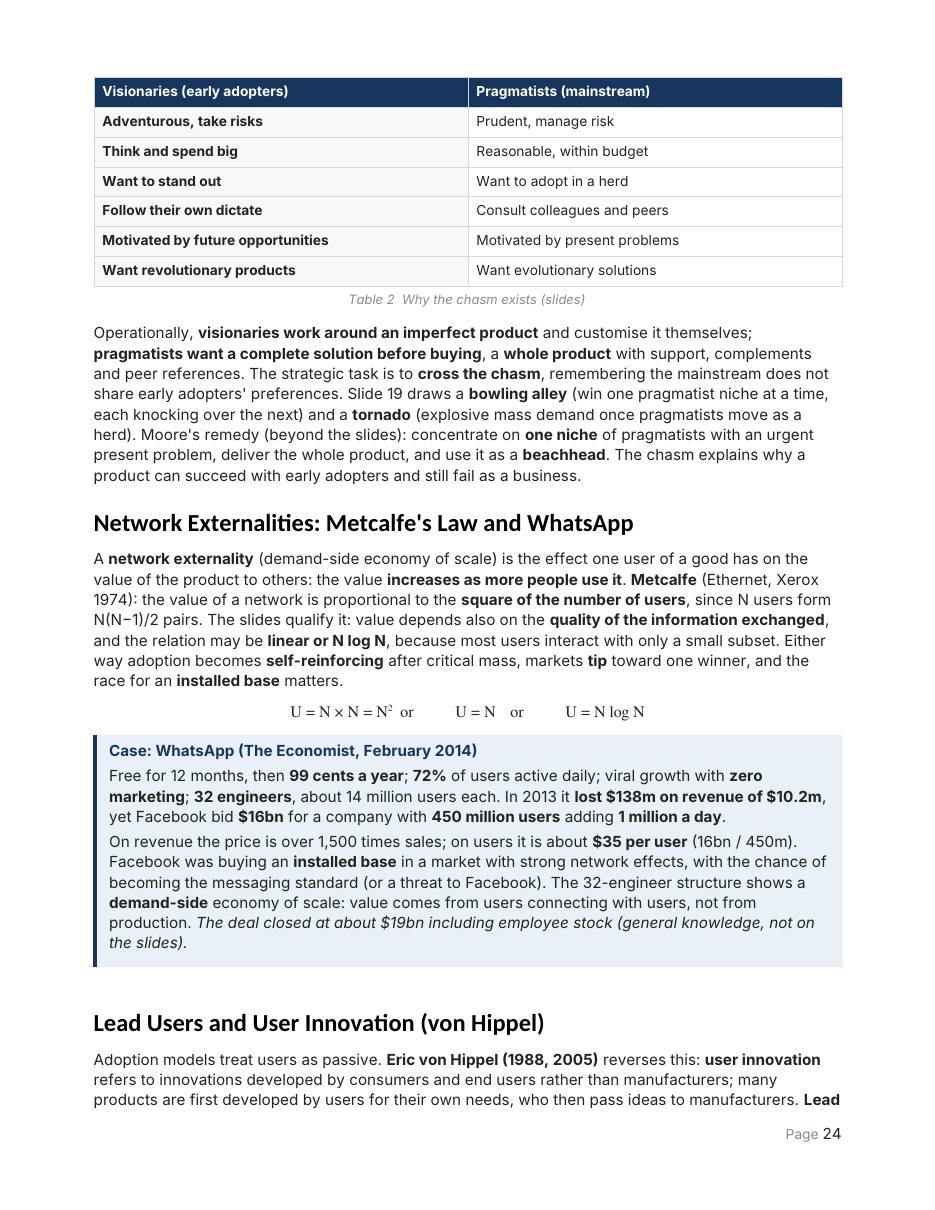 Visionaries (early adopters) Pragmatists (mainstream)
Adventurous, take risks Prudent, manage risk
Think and spend big Reasonable, within budget
Want to stand out Want to adopt in a herd
Follow their own dictate Consult colleagues and peers
Motivated by future opportunities Motivated by present problems
Want revolutionary products Want evolutionary solutions
Table 2 Why the chasm exists (slides)
Operationally, visionaries work around an imperfect product and customise it themselves;
pragmatists want a complete solution before buying, a whole product with support, complements
and peer references. The strategic task is to cross the chasm, remembering the mainstream does not
share early adopters' preferences. Slide 19 draws a bowling alley (win one pragmatist niche at a time,
each knocking over the next) and a tornado (explosive mass demand once pragmatists move as a
herd). Moore's remedy (beyond the slides): concentrate on one niche of pragmatists with an urgent
present problem, deliver the whole product, and use it as a beachhead. The chasm explains why a
product can succeed with early adopters and still fail as a business.
Network Externalities: Metcalfe's Law and WhatsApp
A network externality (demand-side economy of scale) is the effect one user of a good has on the
value of the product to others: the value increases as more people use it. Metcalfe (Ethernet, Xerox
1974): the value of a network is proportional to the square of the number of users, since N users form
N(N−1)/2 pairs. The slides qualify it: value depends also on the quality of the information exchanged,
and the relation may be linear or N log N, because most users interact with only a small subset. Either
way adoption becomes self-reinforcing after critical mass, markets tip toward one winner, and the
race for an installed base matters.
U = N × N = N² or U = N or U = N log N
Case: WhatsApp (The Economist, February 2014)
Free for 12 months, then 99 cents a year; 72% of users active daily; viral growth with zero
marketing; 32 engineers, about 14 million users each. In 2013 it lost $138m on revenue of $10.2m,
yet Facebook bid $16bn for a company with 450 million users adding 1 million a day.
On revenue the price is over 1,500 times sales; on users it is about $35 per user (16bn / 450m).
Facebook was buying an installed base in a market with strong network effects, with the chance of
becoming the messaging standard (or a threat to Facebook). The 32-engineer structure shows a
demand-side economy of scale: value comes from users connecting with users, not from
production. The deal closed at about $19bn including employee stock (general knowledge, not on
the slides).
Lead Users and User Innovation (von Hippel)
Adoption models treat users as passive. Eric von Hippel (1988, 2005) reverses this: user innovation
refers to innovations developed by consumers and end users rather than manufacturers; many
products are first developed by users for their own needs, who then pass ideas to manufacturers. Lead
Page 24